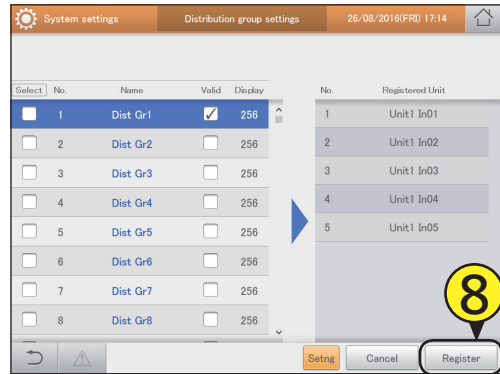 System settings Distribution group settings 26/08/2016(FRI) 17:14
Select No. Name Valid Display No. Registered Unit
1 Dist Gr1 256 1 Unit1 In01
2 Dist Gr2 256 2 Unit1 In02
3 Dist Gr3 256 3 Unit1 In03
4 Dist Gr4 256 4 Unit1 In04
5 Dist Gr5 256 5 Unit1 In05
6 Dist Gr6 256
7 Dist Gr7 256
8 Dist Gr8 256
8
Setng Cancel Register